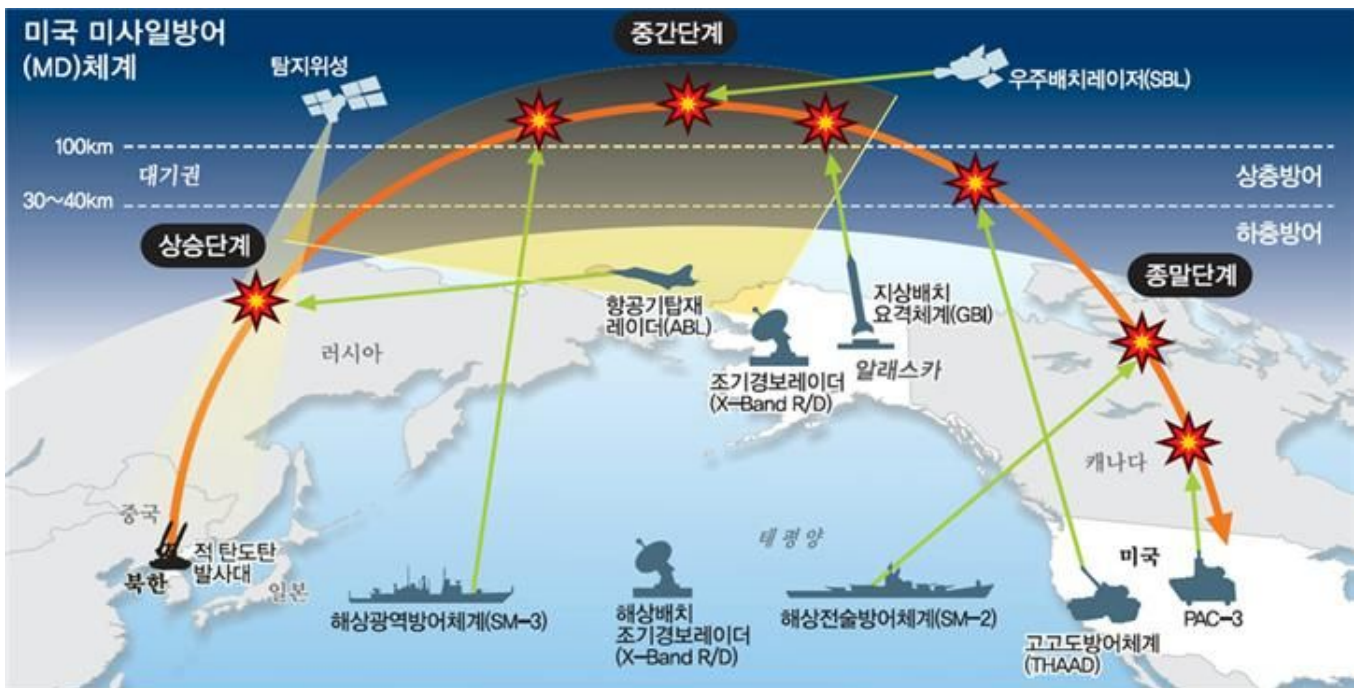 미국 미사일방어
(MD)체계
탐지위성
중간단계
우주배치레이저(SBL)
100km
대기권
30~40km
상층방어
하층방어
상승단계
종말단계
항공기탑재
레이더(ABL)
지상배치
요격체계(GBI)
러시아
조기경보레이더
(X-Band R/D)
알래스카
캐나다
중국
적 탄도탄
발사대
북한
일본
태평양
미국
해상광역방어체계(SM-3)
해상배치
조기경보레이더
(X-Band R/D)
해상전술방어체계(SM-2)
고고도방어체계
(THAAD)
PAC-3